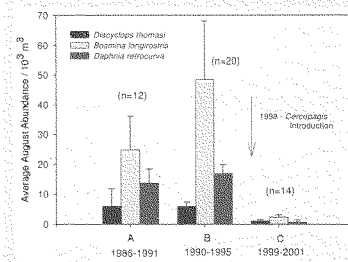 Average August Abundance / 10³ m³
70
60
50
40
30
20
10
0
Diacyclops thomasi
Bosmina longirostris
Daphnia retrocurva
(n=12)
(n=20)
1998 - Cercopagis
Introduction
(n=14)
A
B
C
1986-1991
1990-1995
1999-2001